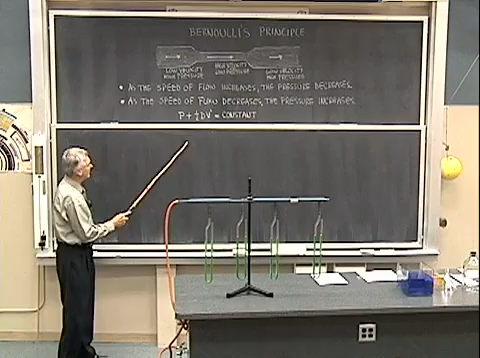 BERNOULLI'S PRINCIPLE
LOW VELOCITY HIGH VELOCITY LOW VELOCITY
HIGH PRESSURE LOW PRESSURE HIGH PRESSURE
• AS THE SPEED OF FLOW INCREASES, THE PRESSURE DECREASES.
• AS THE SPEED OF FLOW DECREASES, THE PRESSURE INCREASES.
P + ½DV² = CONSTANT